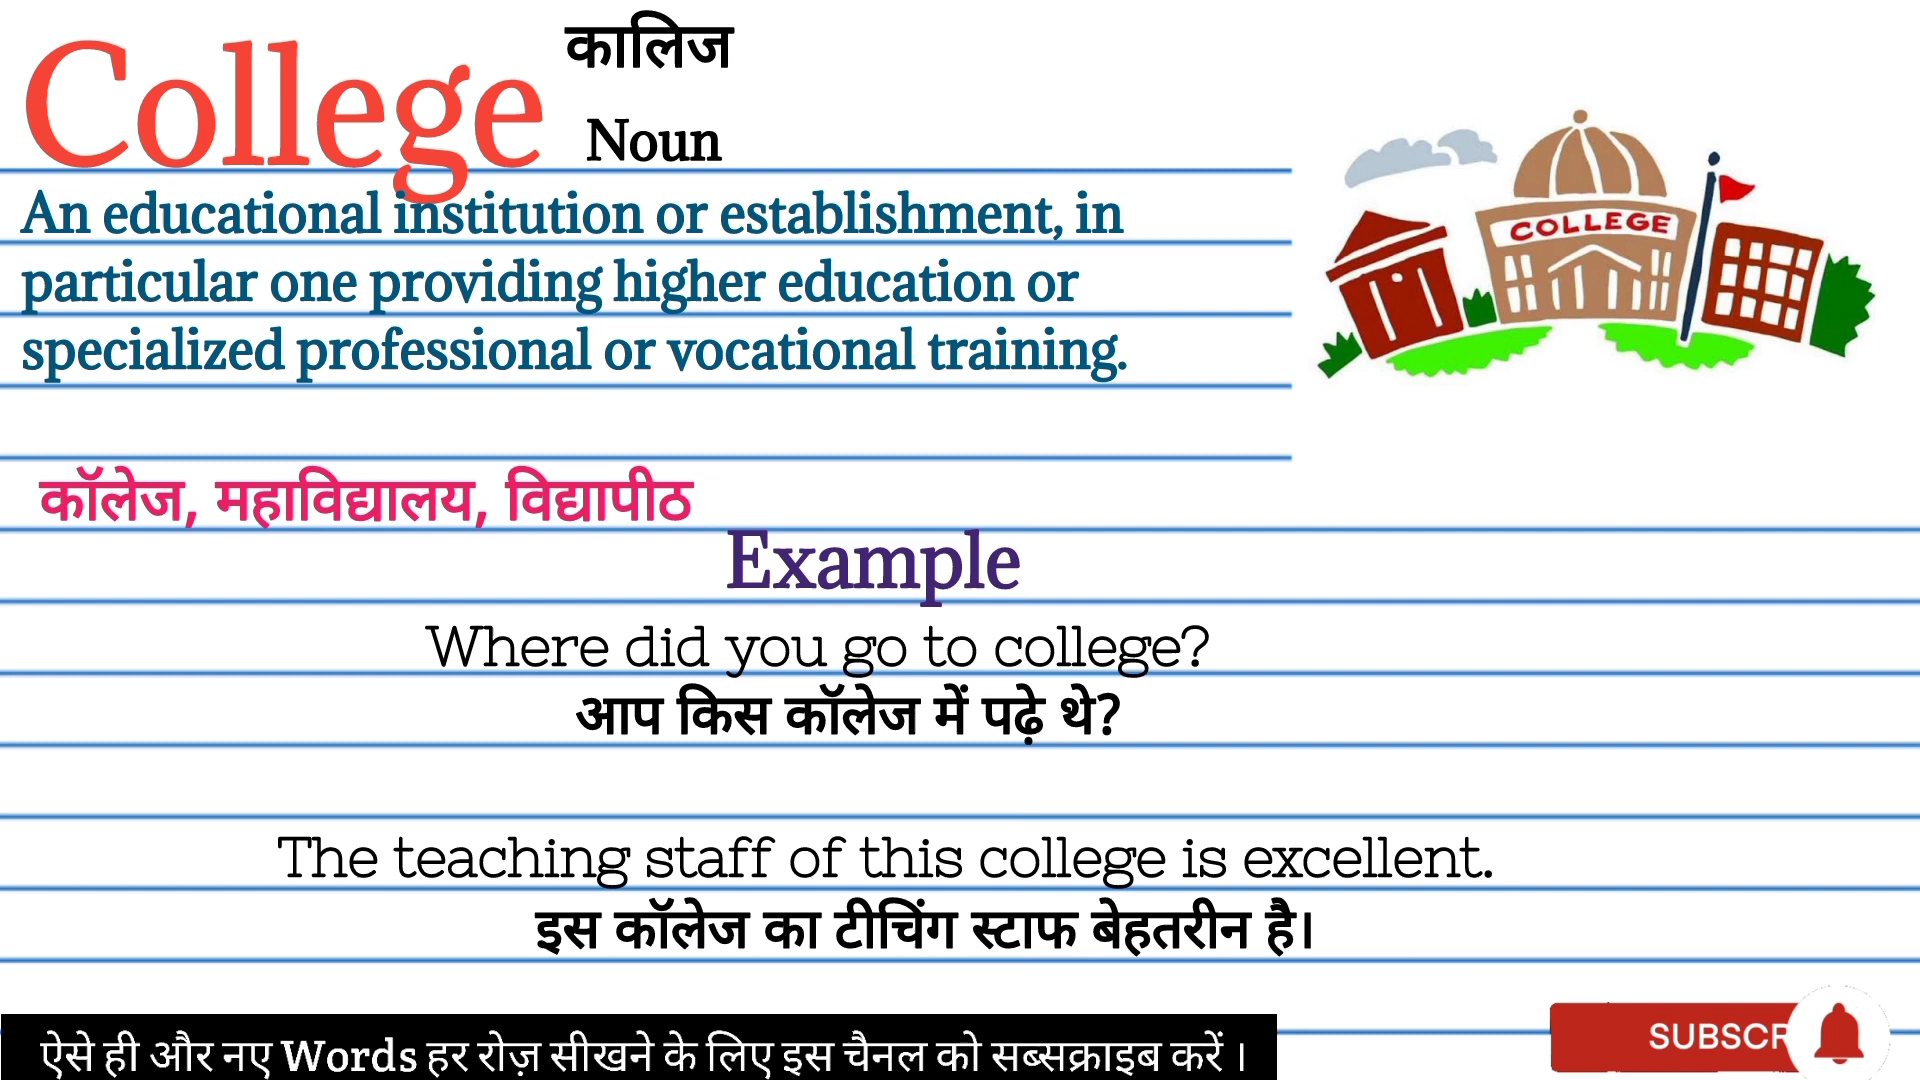 College
कालिज
Noun
An educational institution or establishment, in
particular one providing higher education or
specialized professional or vocational training.
COLLEGE
कॉलेज, महाविद्यालय, विद्यापीठ
Example
Where did you go to college?
आप किस कॉलेज में पढ़े थे?
The teaching staff of this college is excellent.
इस कॉलेज का टीचिंग स्टाफ बेहतरीन है।
ऐसे ही और नए Words हर रोज़ सीखने के लिए इस चैनल को सब्सक्राइब करें ।
SUBSCR